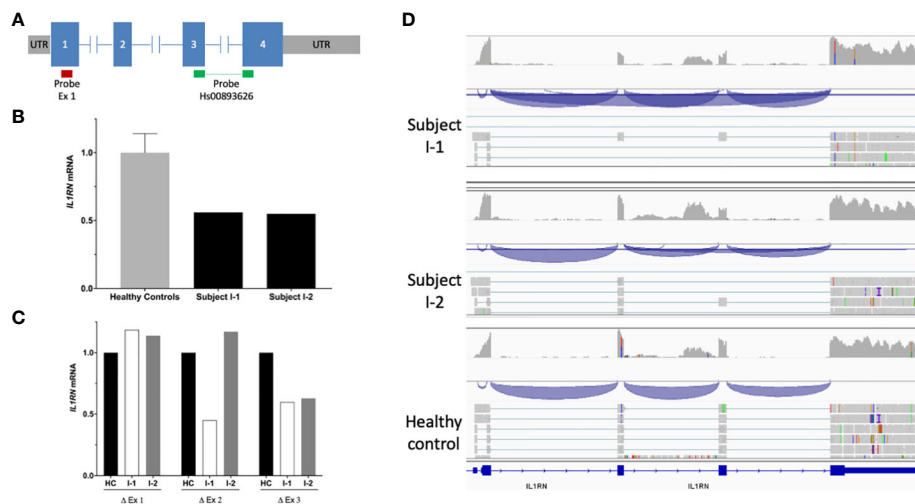 A
UTR
1
2
3
4
UTR
Probe
Ex 1
Probe
Hs00893626
B
IL1RN mRNA
1.0
0.5
0.0
Healthy Controls
Subject I-1
Subject I-2
C
IL1RN mRNA
1.0
0.5
0.0
HC
I-1
I-2
HC
I-1
I-2
HC
I-1
I-2
Δ Ex 1
Δ Ex 2
Δ Ex 3
D
Subject
I-1
Subject
I-2
Healthy
control
IL1RN
IL1RN